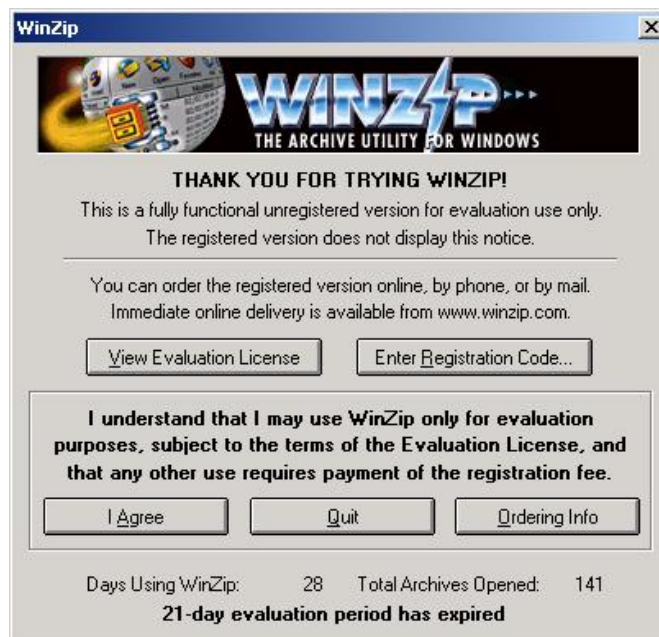 WinZip
WINZIP
THE ARCHIVE UTILITY FOR WINDOWS
THANK YOU FOR TRYING WINZIP!
This is a fully functional unregistered version for evaluation use only.
The registered version does not display this notice.
You can order the registered version online, by phone, or by mail.
Immediate online delivery is available from www.winzip.com.
View Evaluation License
Enter Registration Code...
I understand that I may use WinZip only for evaluation
purposes, subject to the terms of the Evaluation License, and
that any other use requires payment of the registration fee.
I Agree
Quit
Ordering Info
Days Using WinZip: 28 Total Archives Opened: 141
21-day evaluation period has expired